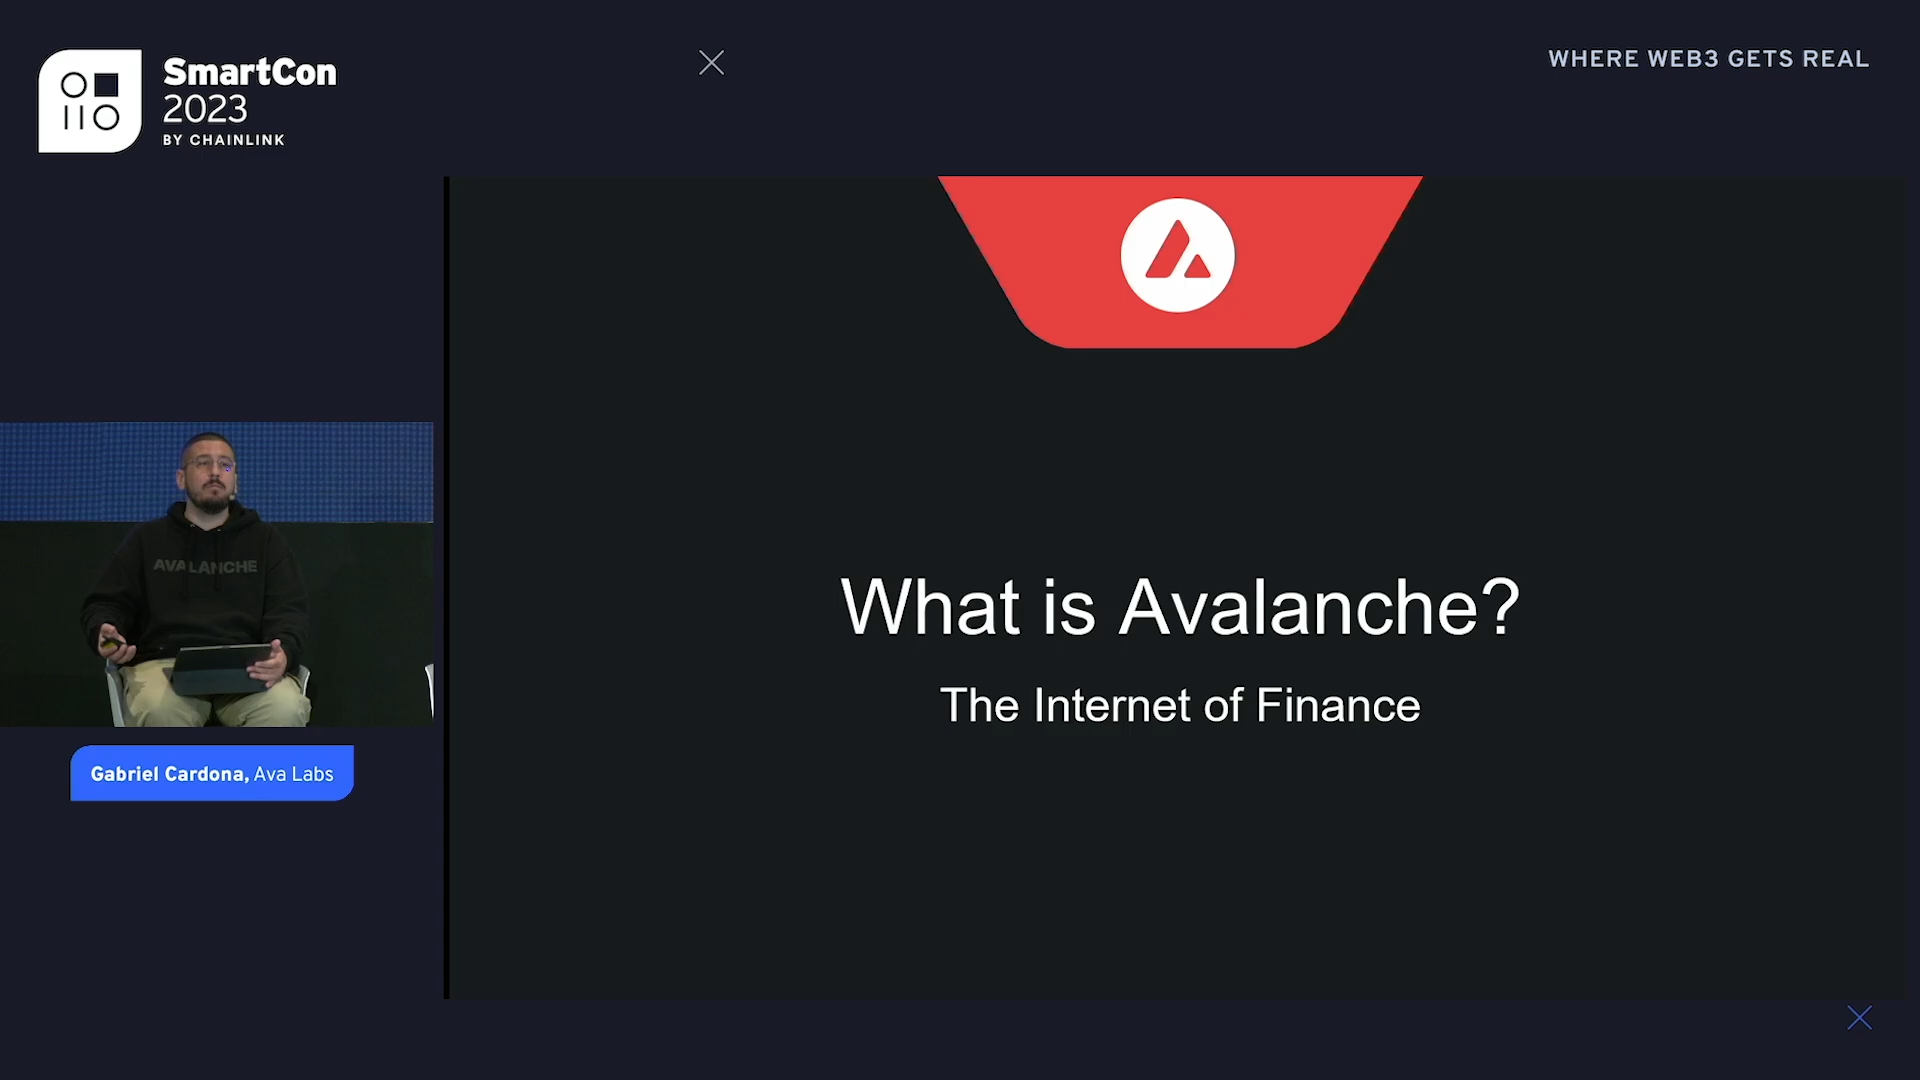 SmartCon
2023
BY CHAINLINK
WHERE WEB3 GETS REAL
AVALANCHE
Gabriel Cardona, Ava Labs
What is Avalanche?
The Internet of Finance